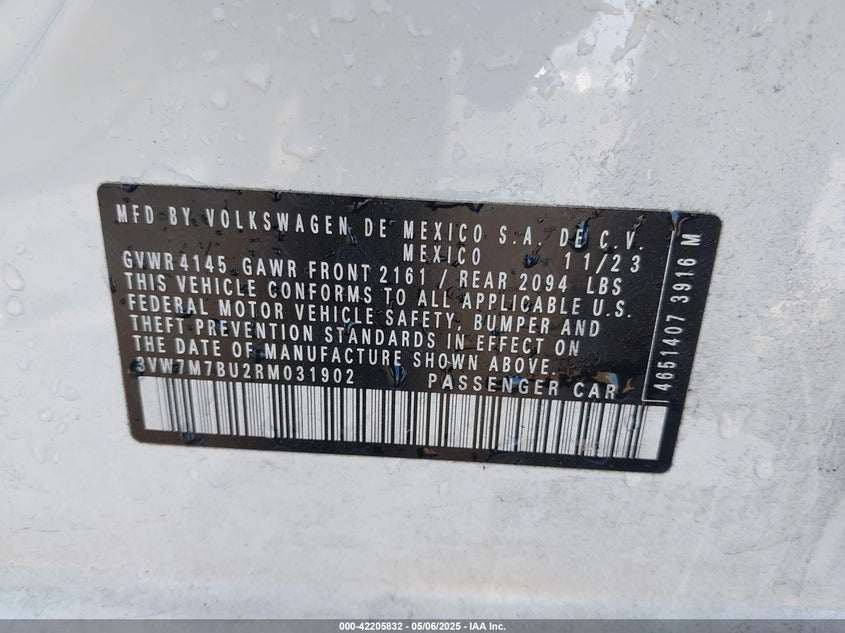 MFD BY VOLKSWAGEN DE MEXICO S.A. DE C.V.
MEXICO 11/23
GVWR 4145 GAWR FRONT 2161 / REAR 2094 LBS
THIS VEHICLE CONFORMS TO ALL APPLICABLE U.S.
FEDERAL MOTOR VEHICLE SAFETY, BUMPER AND
THEFT PREVENTION STANDARDS IN EFFECT ON
THE DATE OF MANUFACTURE SHOWN ABOVE.
3VW7M7BU2RM031902 PASSENGER CAR
4651407 3916 M
000-42205832 | 05/06/2025 - IAA Inc.